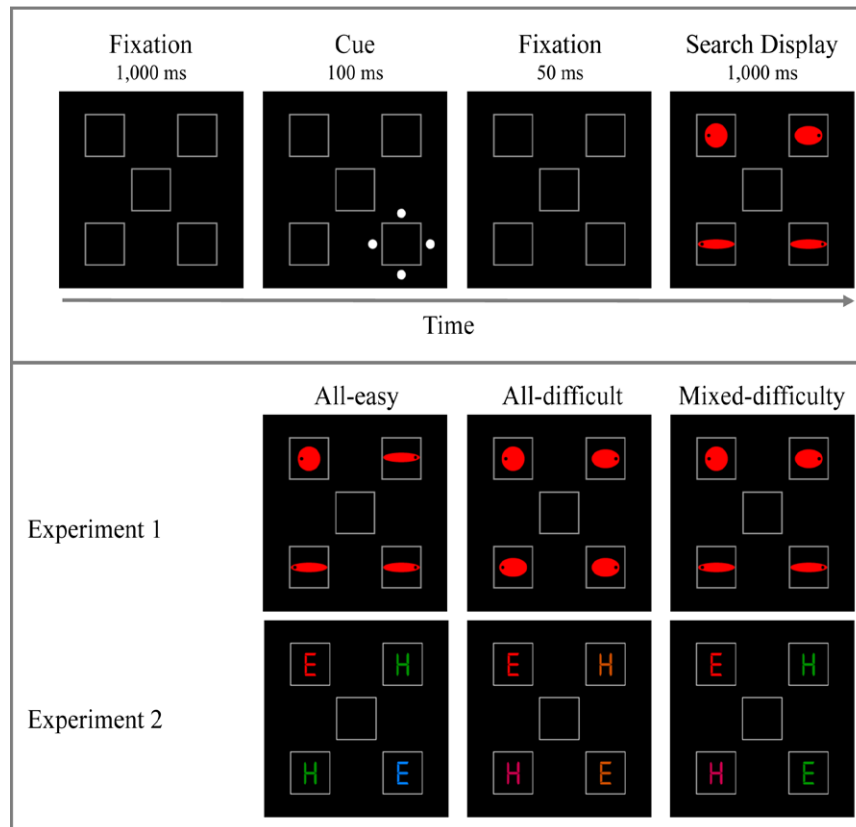 Fixation Cue Fixation Search Display
1,000 ms 100 ms 50 ms 1,000 ms
Time
All-easy All-difficult Mixed-difficulty
Experiment 1
E H E H E H
Experiment 2
H E H E H E